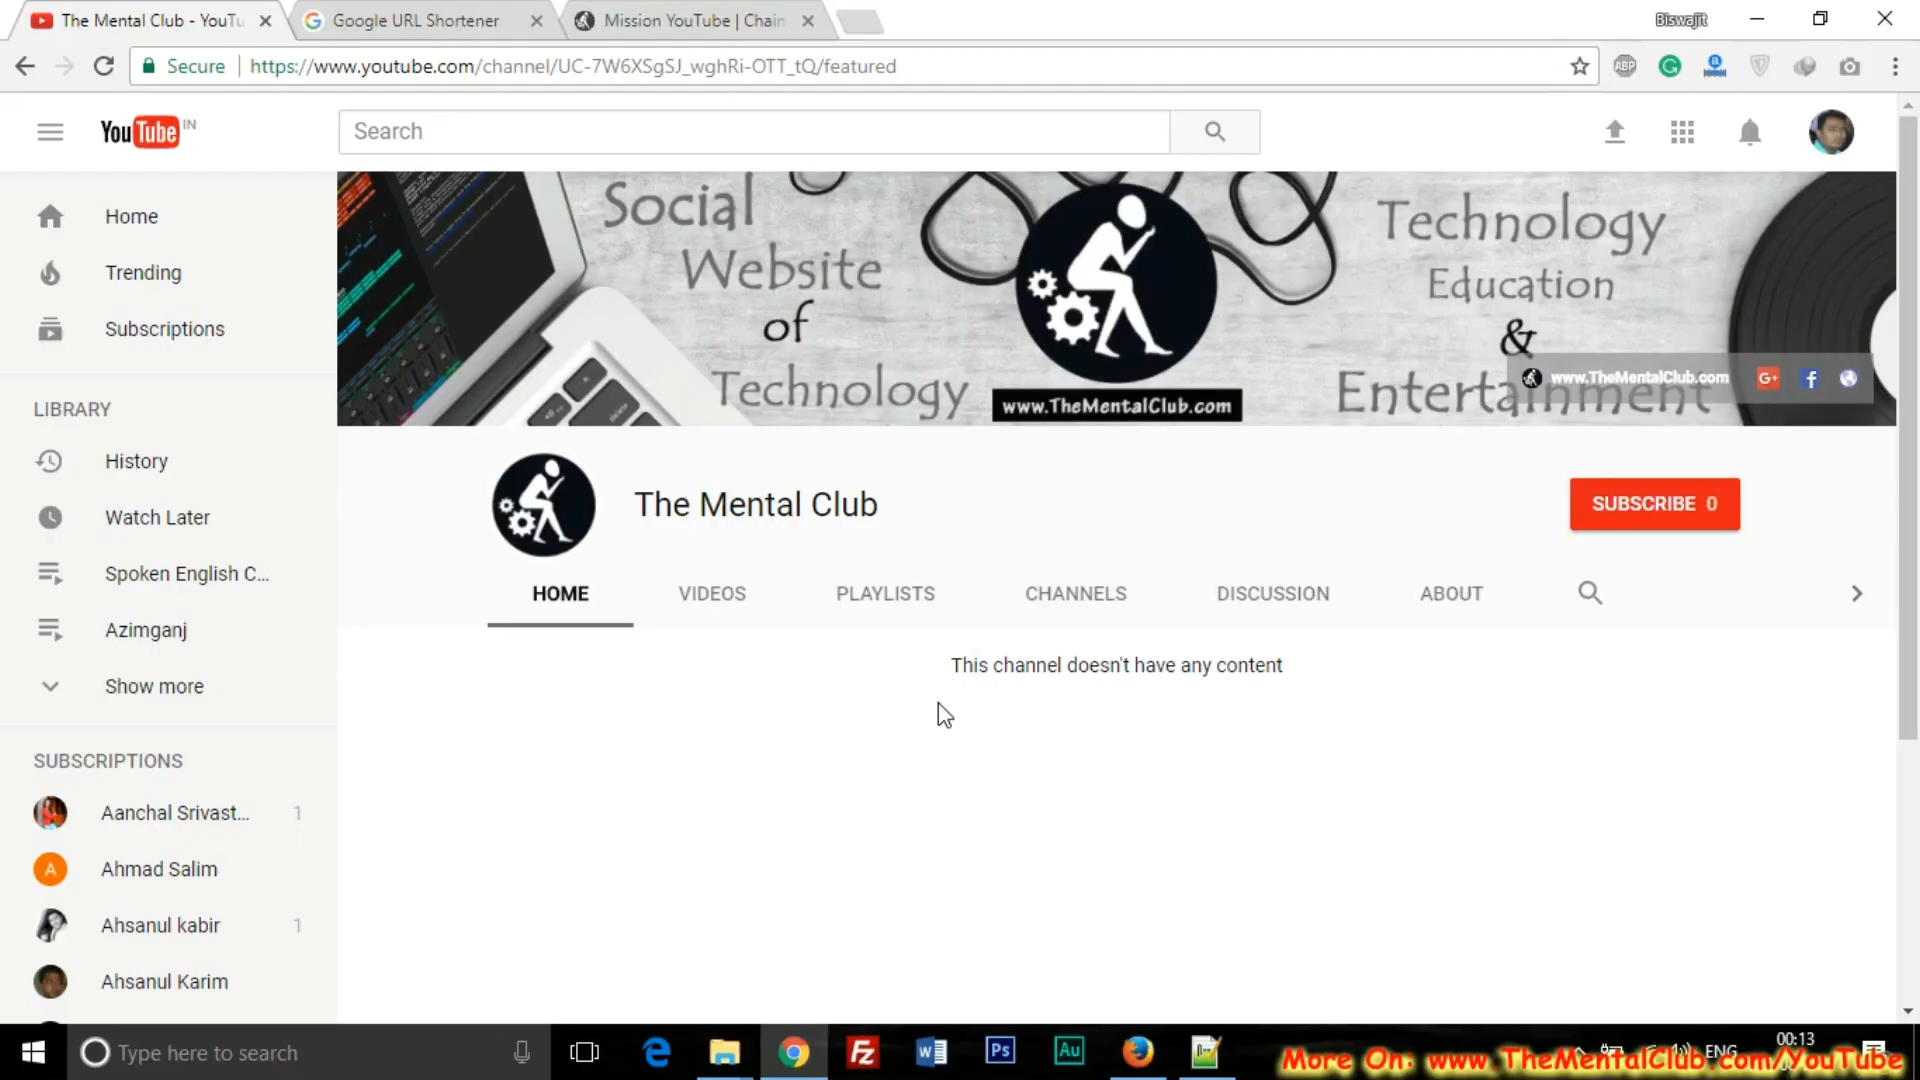 The Mental Club - YouTu
Google URL Shortener
Mission YouTube | Chain
Biswajit
Secure
https://www.youtube.com/channel/UC-7W6XSgSJ_wghRi-OTT_tQ/featured
ABP
YouTube IN
Search
Home
Trending
Subscriptions
LIBRARY
History
Watch Later
Spoken English C...
Azimganj
Show more
SUBSCRIPTIONS
Aanchal Srivast... 1
Ahmad Salim
Ahsanul kabir 1
Ahsanul Karim
Social
Website
of
Technology
www.TheMentalClub.com
Technology
Education
&
Entertainment
www.TheMentalClub.com
G+
f
The Mental Club
SUBSCRIBE 0
HOME
VIDEOS
PLAYLISTS
CHANNELS
DISCUSSION
ABOUT
This channel doesn't have any content
Type here to search
Ps
Au
ENG
00:13
More On: www.TheMentalClub.com/YouTube